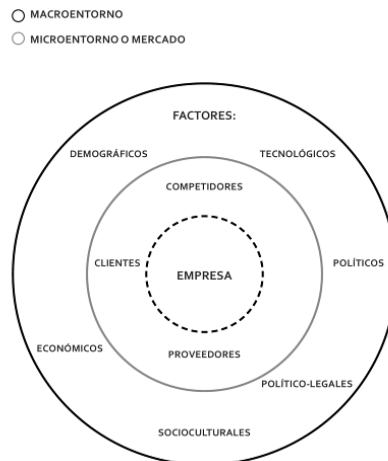 MACROENTORNO
MICROENTORNO O MERCADO
FACTORES:
DEMOGRÁFICOS
TECNOLÓGICOS
COMPETIDORES
CLIENTES
EMPRESA
POLÍTICOS
ECONÓMICOS
PROVEEDORES
POLÍTICO-LEGALES
SOCIOCULTURALES